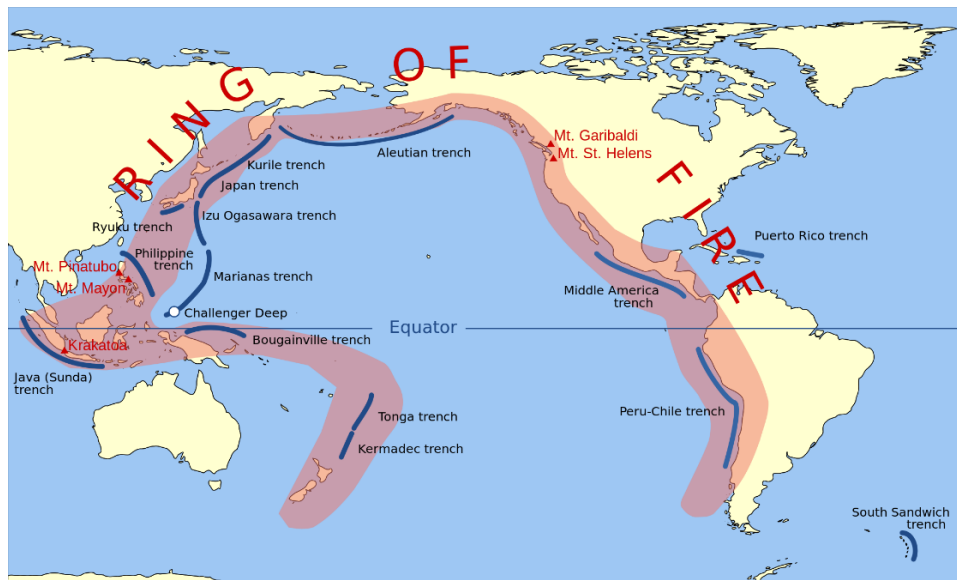 RING OF FIRE
Mt. Garibaldi
Mt. St. Helens
Aleutian trench
Kurile trench
Japan trench
Izu Ogasawara trench
Ryuku trench
Puerto Rico trench
Philippine
trench
Mt. Pinatubo
Mt. Mayon
Marianas trench
Middle America
trench
Challenger Deep
Equator
Bougainville trench
Krakatoa
Java (Sunda)
trench
Tonga trench
Peru-Chile trench
Kermadec trench
South Sandwich
trench